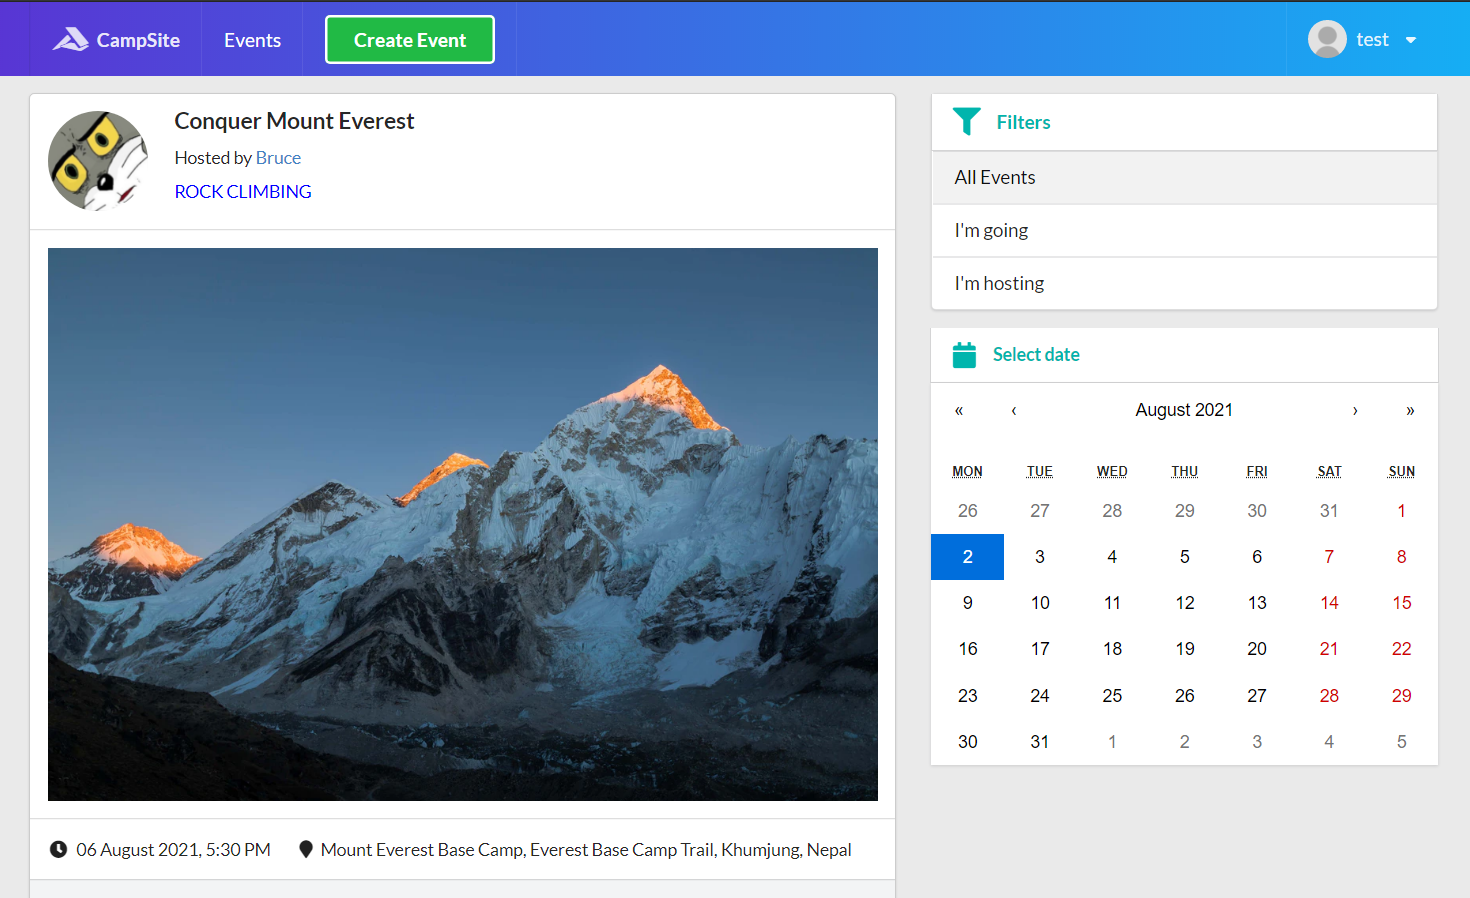 CampSite Events Create Event test
Conquer Mount Everest
Hosted by Bruce
ROCK CLIMBING
06 August 2021, 5:30 PM Mount Everest Base Camp, Everest Base Camp Trail, Khumjung, Nepal
Filters
All Events
I'm going
I'm hosting
Select date
« ‹ August 2021 › »
MON TUE WED THU FRI SAT SUN
26 27 28 29 30 31 1
2 3 4 5 6 7 8
9 10 11 12 13 14 15
16 17 18 19 20 21 22
23 24 25 26 27 28 29
30 31 1 2 3 4 5